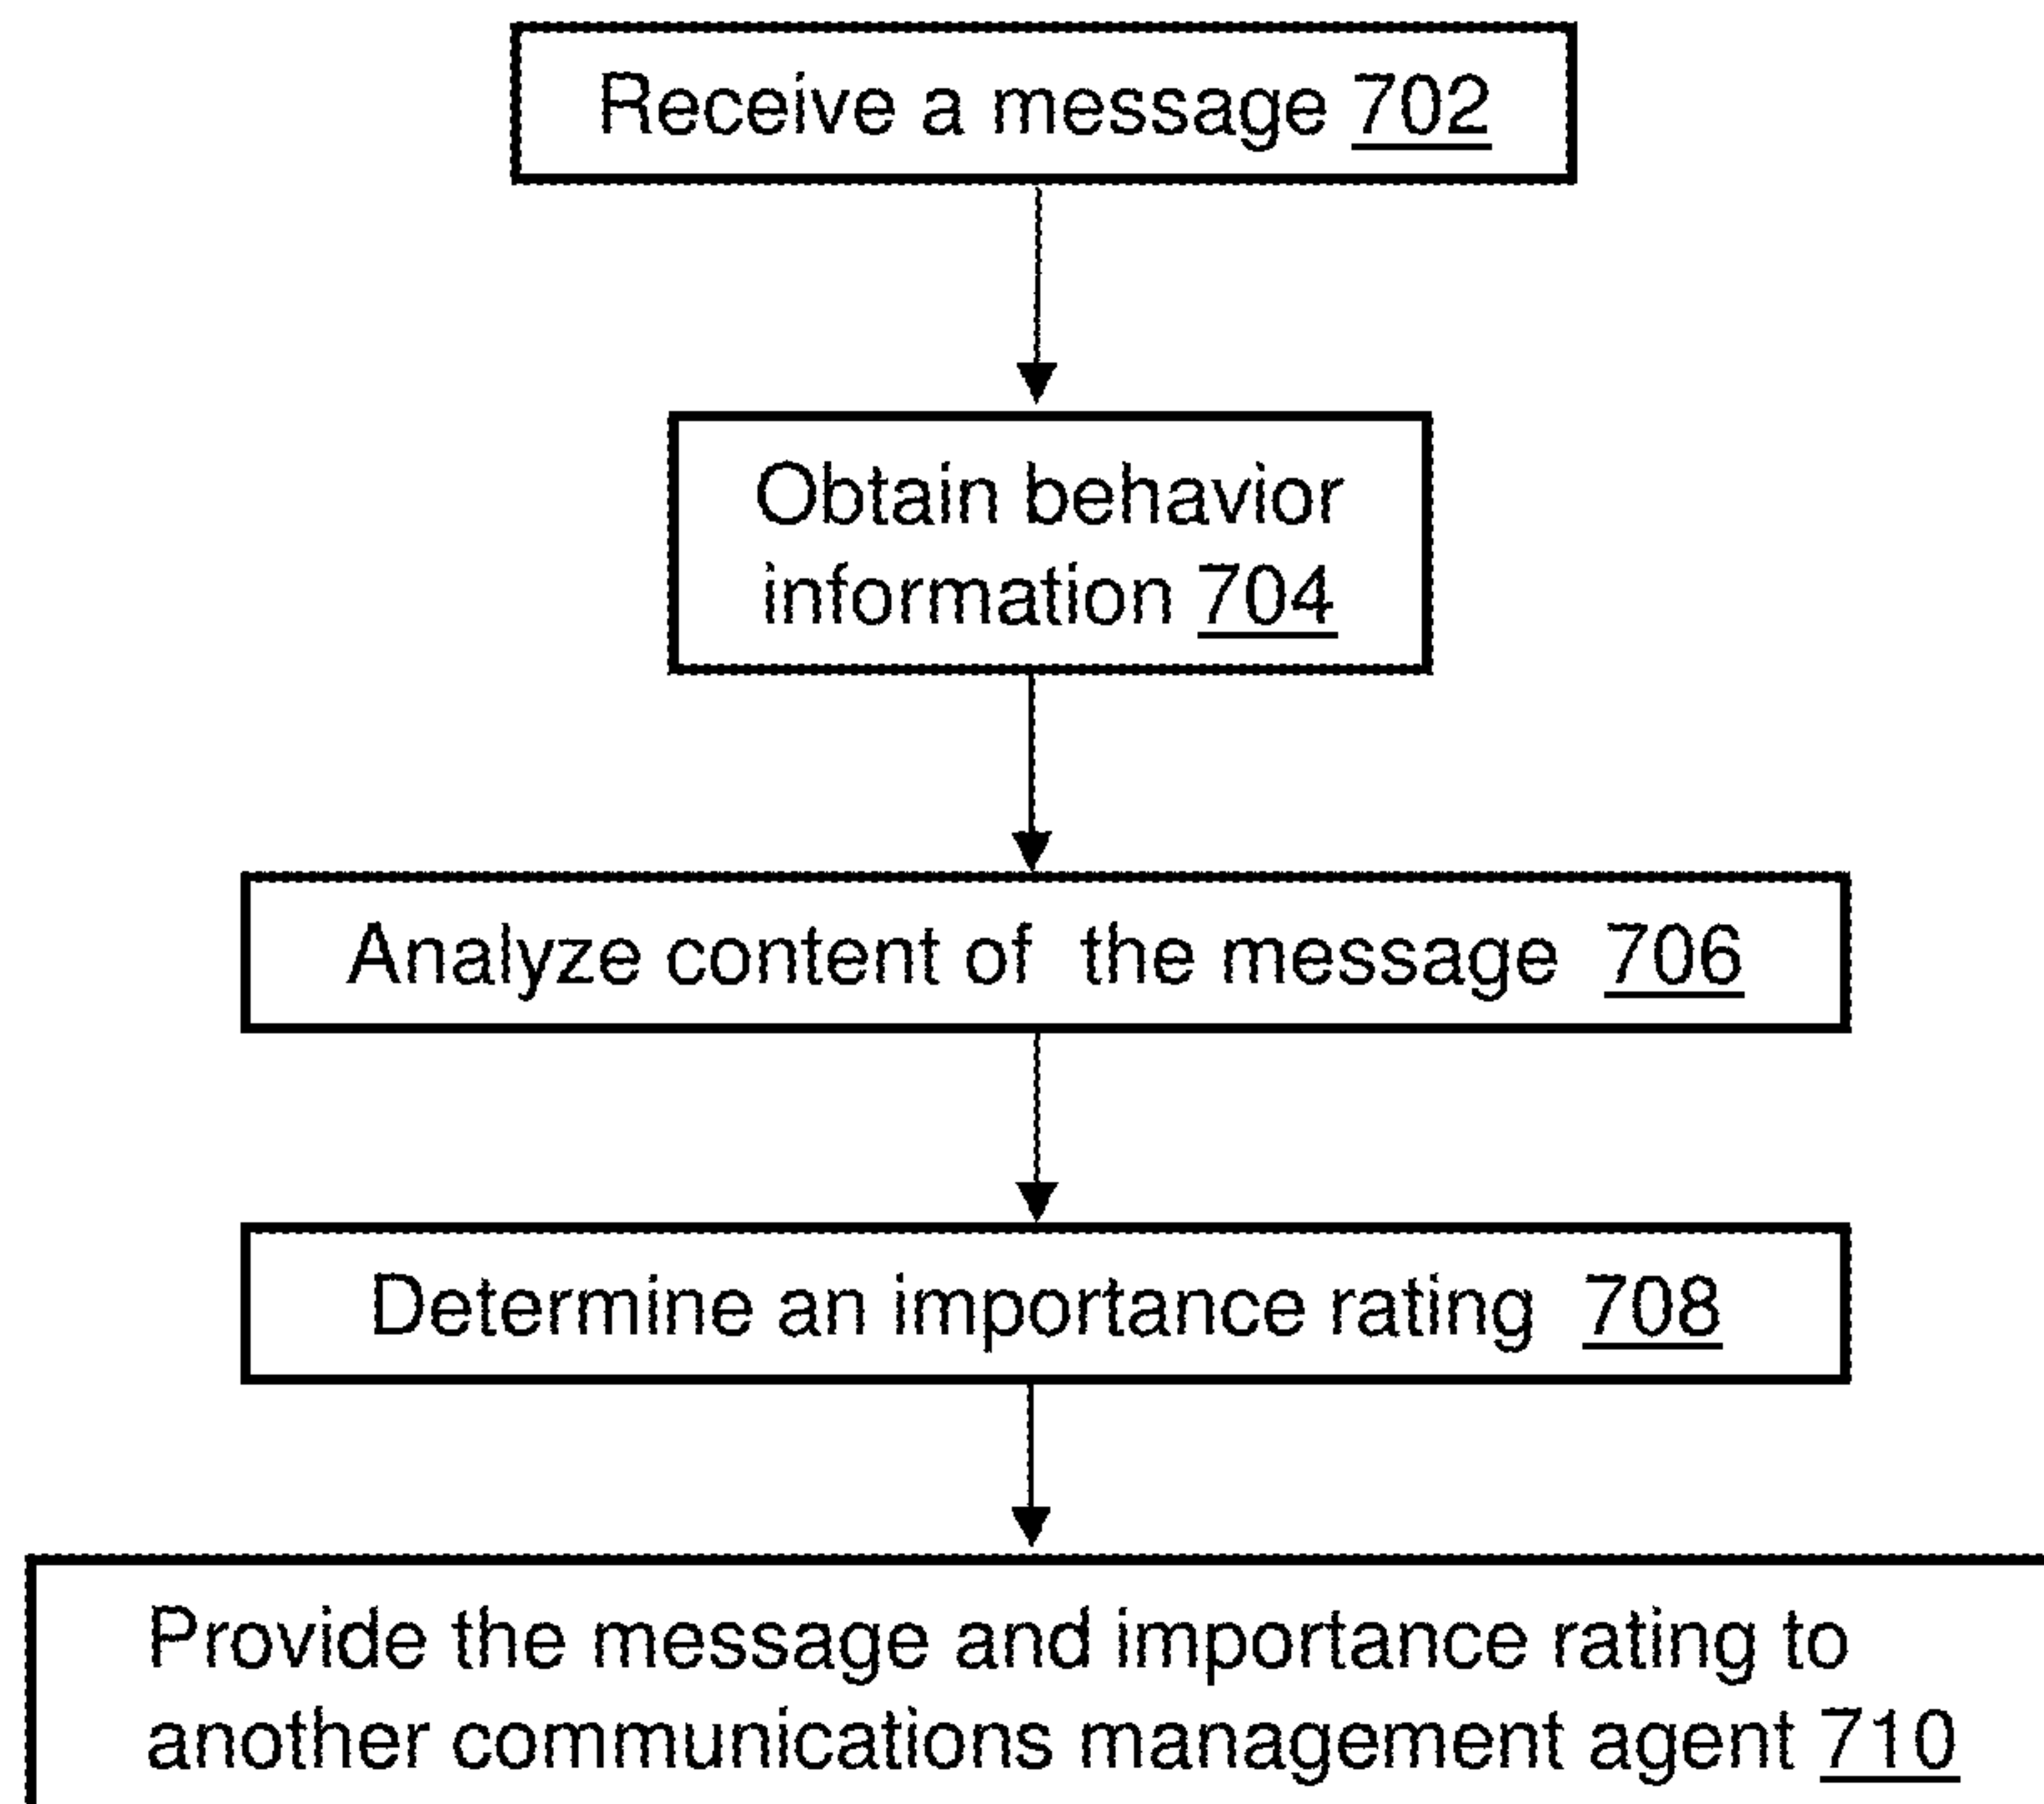 Receive a message 702
Obtain behavior
information 704
Analyze content of the message 706
Determine an importance rating 708
Provide the message and importance rating to
another communications management agent 710